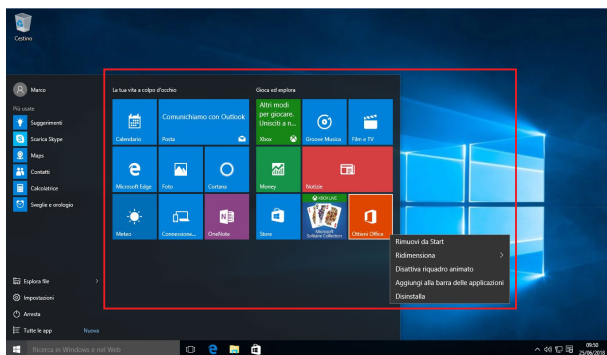 Cestino
Marco
Più usate
Suggerimenti
Scarica Skype
Maps
Contatti
Calcolatrice
Sveglie e orologio
Esplora file
Impostazioni
Arresta
Tutte le app
Nuova
La tua vita a colpo d'occhio
Calendario
Comunichiamo con Outlook
Posta
Microsoft Edge
Foto
Cortana
Meteo
Connessione...
OneNote
Gioca ed esplora
Altri modi
per giocare.
Unisciti a n...
Xbox
Groove Musica
Film e TV
Money
Notizie
Store
XBOX LIVE
Microsoft
Solitaire Collection
Ottieni Office
Rimuovi da Start
Ridimensiona
Disattiva riquadro animato
Aggiungi alla barra delle applicazioni
Disinstalla
Ricerca in Windows e nel Web
09:50
25/06/2018